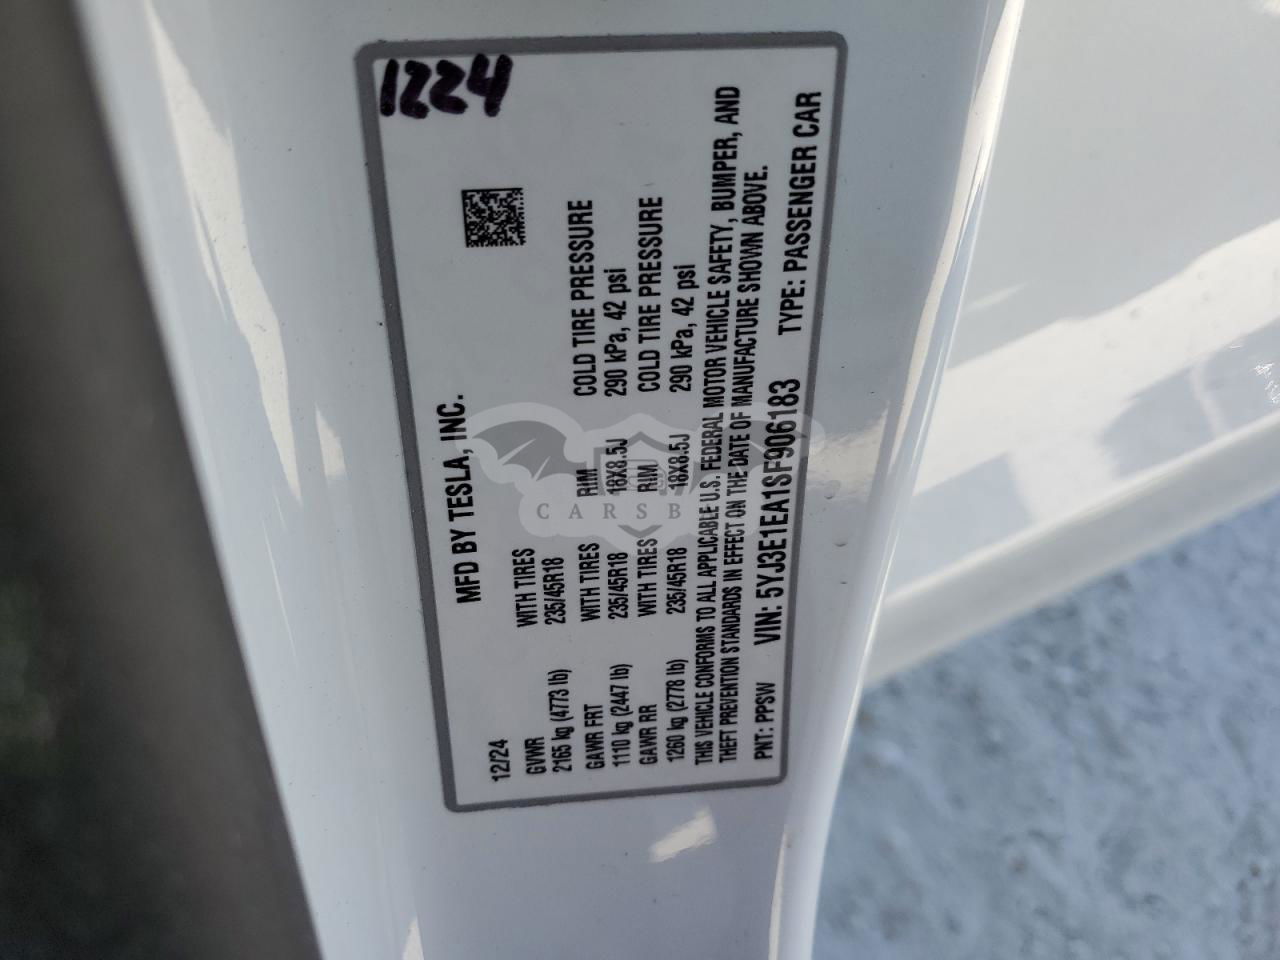 1224
MFD BY TESLA, INC.
12/24
GVWR
2165 kg (4773 lb)
WITH TIRES
235/45R18
GAWR FRT
1110 kg (2447 lb)
WITH TIRES
235/45R18
RIM
18X8.5J
COLD TIRE PRESSURE
290 kPa, 42 psi
GAWR RR
1260 kg (2778 lb)
WITH TIRES
235/45R18
RIM
18X8.5J
COLD TIRE PRESSURE
290 kPa, 42 psi
THIS VEHICLE CONFORMS TO ALL APPLICABLE U.S. FEDERAL MOTOR VEHICLE SAFETY, BUMPER, AND
THEFT PREVENTION STANDARDS IN EFFECT ON THE DATE OF MANUFACTURE SHOWN ABOVE.
PNT: PPSW
VIN: 5YJ3E1EA1SF906183
TYPE: PASSENGER CAR